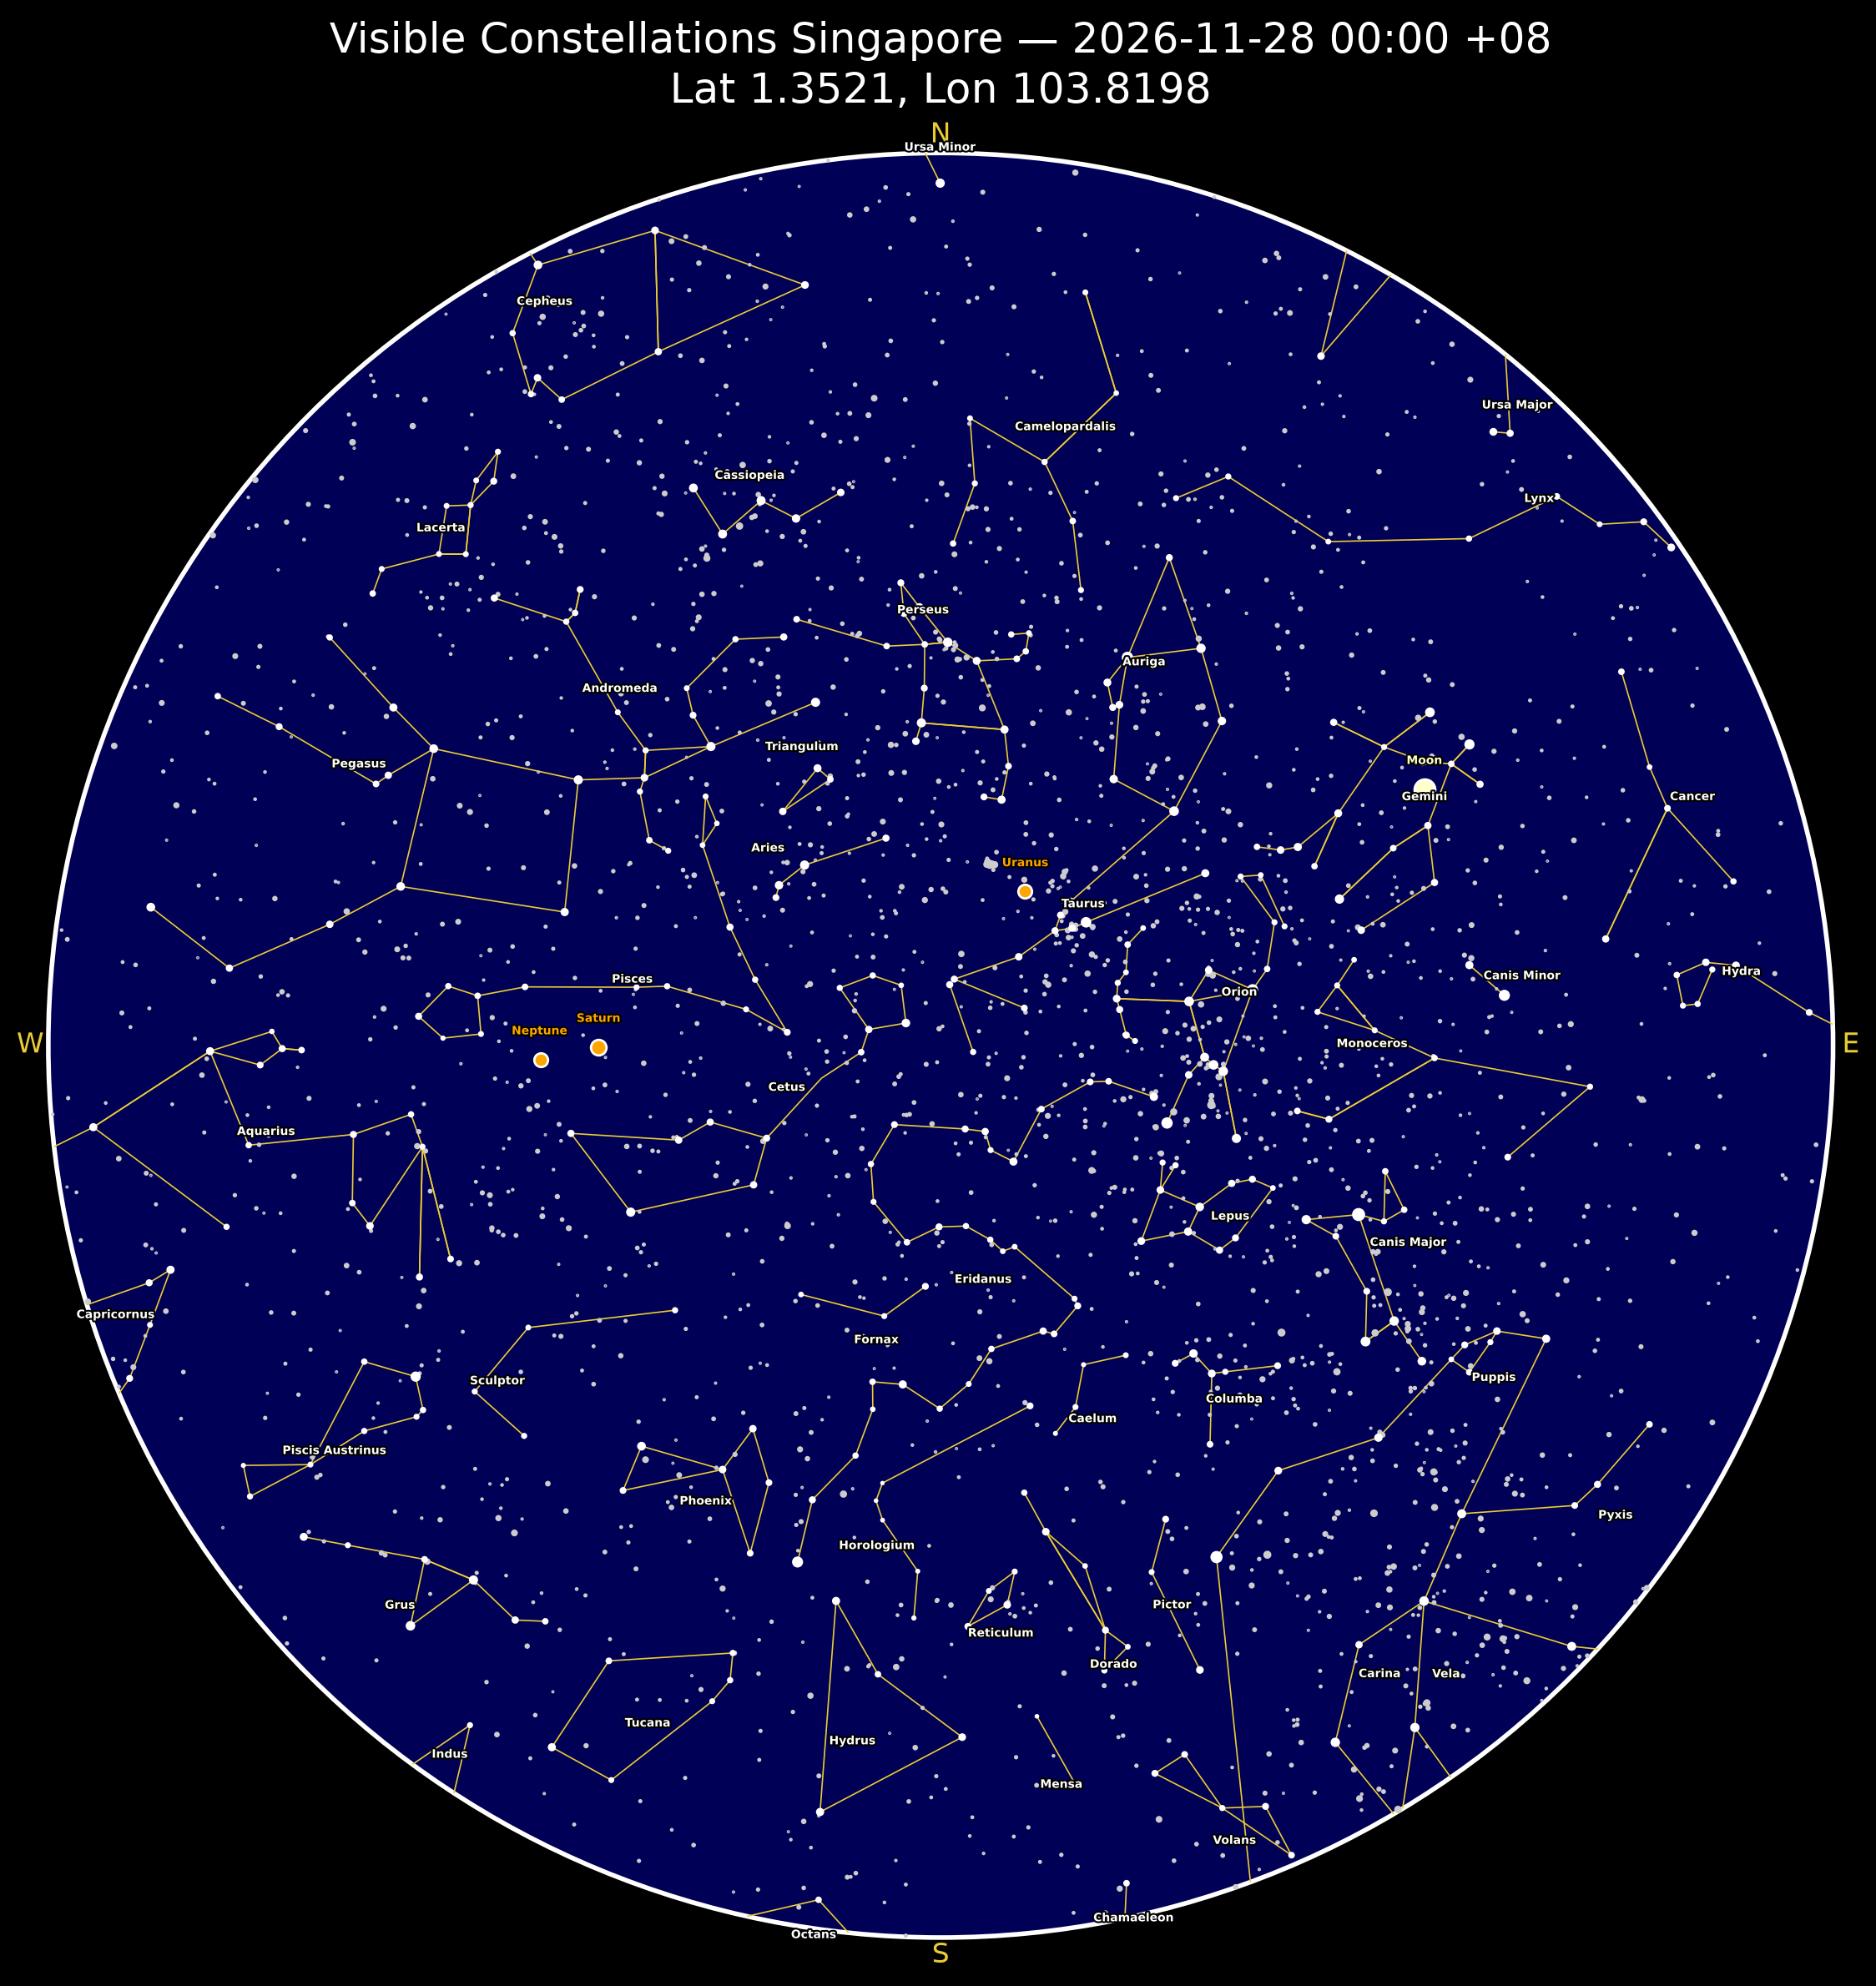 Visible Constellations Singapore — 2026-11-28 00:00 +08
Lat 1.3521, Lon 103.8198
N
Ursa Minor
Cepheus
Ursa Major
Camelopardalis
Cassiopeia
Lynx
Lacerta
Perseus
Auriga
Andromeda
Triangulum
Pegasus
Moon
Gemini
Cancer
Aries
Uranus
Taurus
Pisces
Canis Minor
Hydra
Orion
Saturn
Neptune
W
Monoceros
E
Cetus
Aquarius
Lepus
Canis Major
Eridanus
Capricornus
Fornax
Sculptor
Puppis
Columba
Caelum
Piscis Austrinus
Phoenix
Pyxis
Horologium
Grus
Pictor
Reticulum
Dorado
Carina
Vela
Tucana
Hydrus
Indus
Mensa
Volans
Chamaeleon
Octans
S